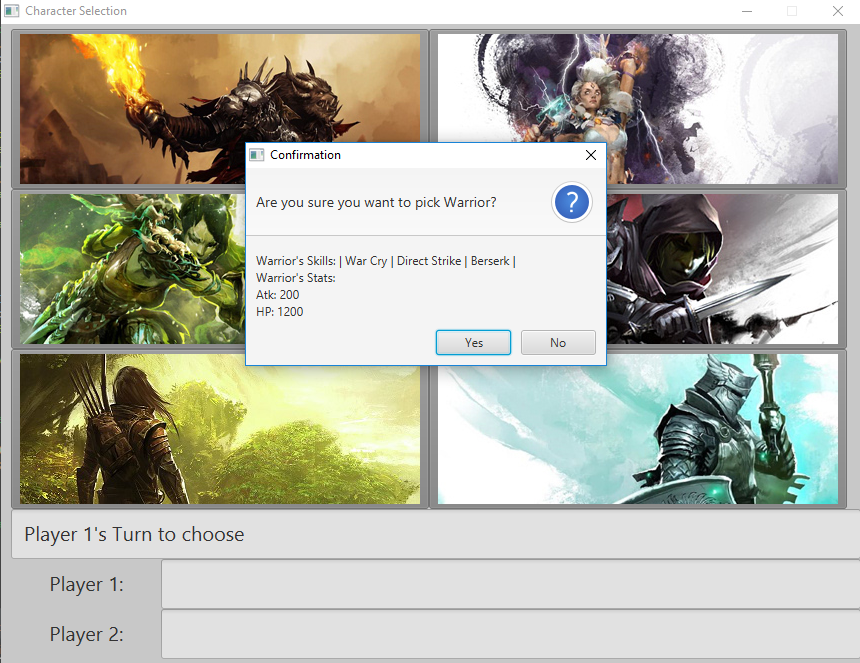 Character Selection
Confirmation
Are you sure you want to pick Warrior?
?
Warrior's Skills: | War Cry | Direct Strike | Berserk |
Warrior's Stats:
Atk: 200
HP: 1200
Yes
No
Player 1's Turn to choose
Player 1:
Player 2: